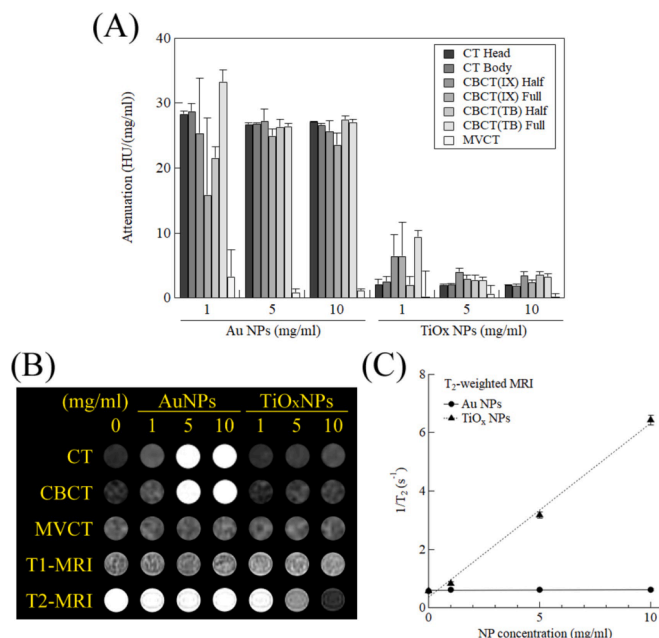 (A)
Attenuation (HU/(mg/ml))
40
30
20
10
0
CT Head
CT Body
CBCT(IX) Half
CBCT(IX) Full
CBCT(TB) Half
CBCT(TB) Full
MVCT
1 5 10 1 5 10
Au NPs (mg/ml) TiOx NPs (mg/ml)
(B)
(mg/ml) AuNPs TiOxNPs
0 1 5 10 1 5 10
CT
CBCT
MVCT
T1-MRI
T2-MRI
(C)
T2-weighted MRI
Au NPs
TiOx NPs
1/T2 (s-1)
8
6
4
2
0
0 5 10
NP concentration (mg/ml)